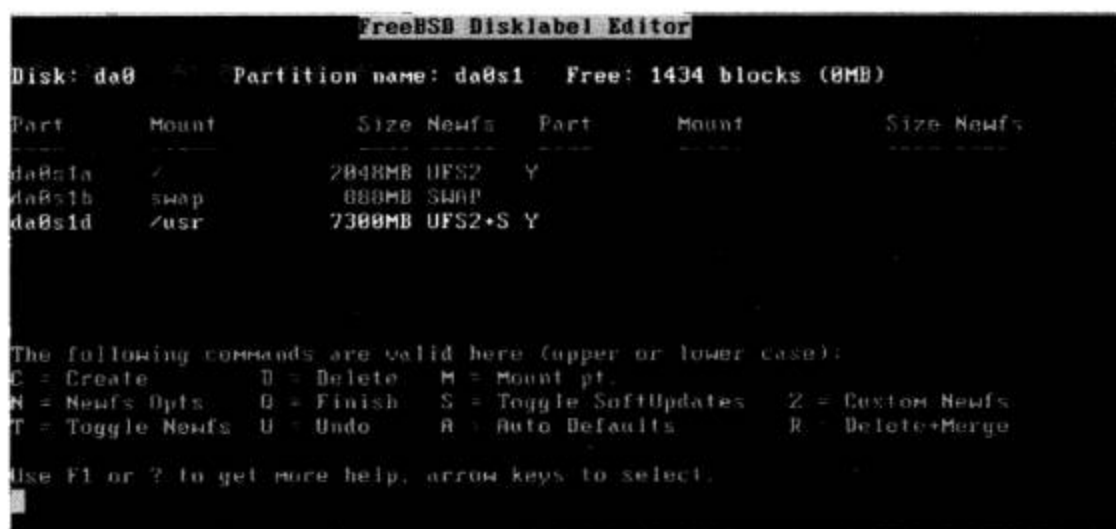 FreeBSD Disklabel Editor
Disk: da0 Partition name: da0s1 Free: 1434 blocks (0MB)
Part Mount Size Newfs Part Mount Size Newfs
---- ----- ---- ----- ---- ----- ---- -----
da0s1a / 2048MB UFS2 Y
da0s1b swap 888MB SWAP
da0s1d /usr 7300MB UFS2+S Y
The following commands are valid here (upper or lower case):
C = Create D = Delete M = Mount pt.
N = Newfs Opts Q = Finish S = Toggle SoftUpdates Z = Custom Newfs
T = Toggle Newfs U = Undo A = Auto Defaults R = Delete+Merge
Use F1 or ? to get more help, arrow keys to select.